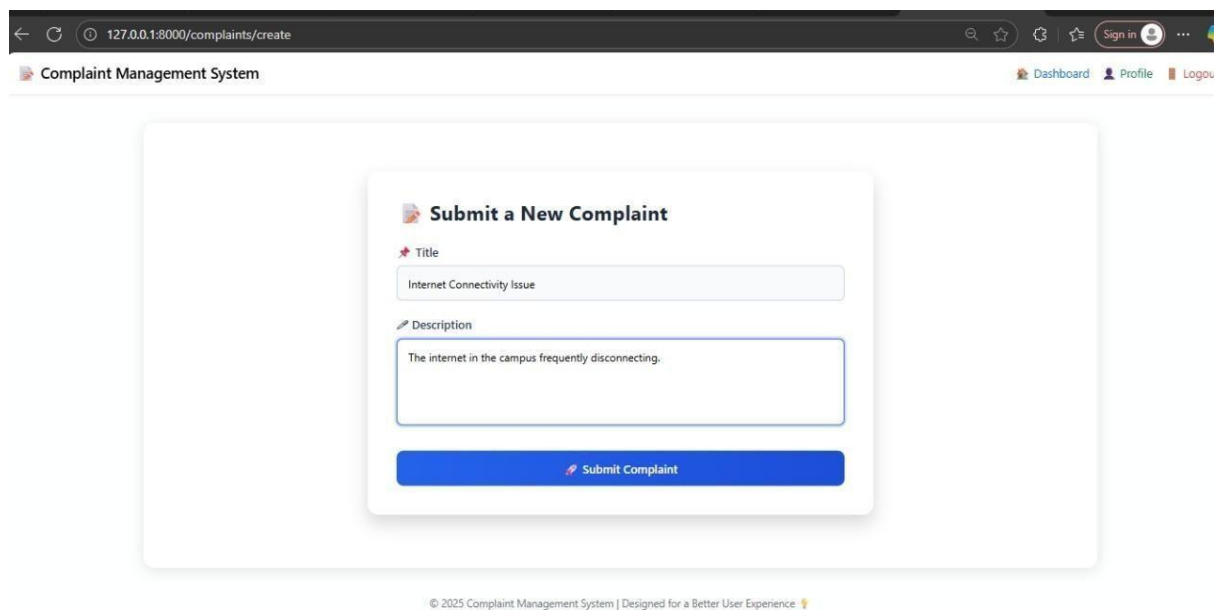 127.0.0.1:8000/complaints/create
Sign in
Complaint Management System
Dashboard Profile Logou
Submit a New Complaint
Title
Internet Connectivity Issue
Description
The internet in the campus frequently disconnecting.
Submit Complaint
© 2025 Complaint Management System | Designed for a Better User Experience